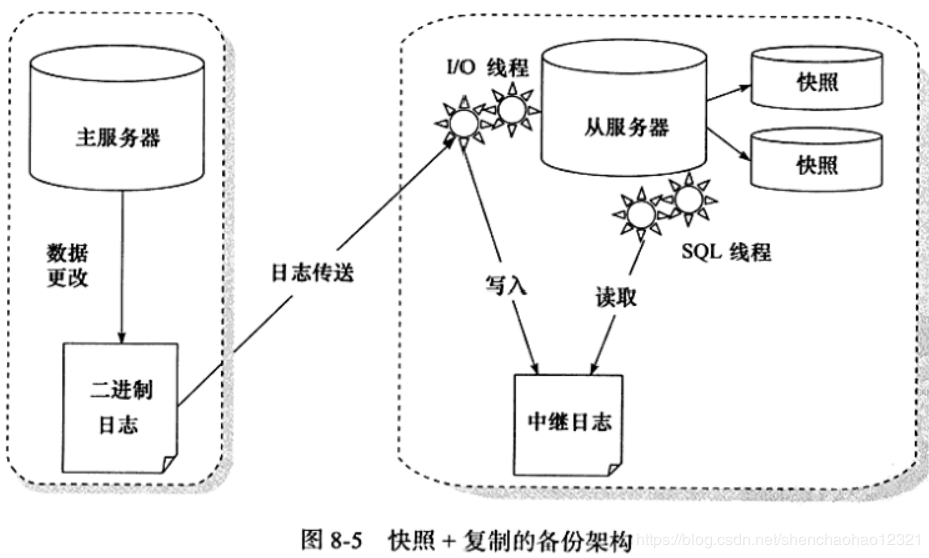 主服务器
数据
更改
二进制
日志
日志传送
I/O 线程
从服务器
快照
快照
SQL 线程
写入
读取
中继日志
图 8-5 快照 + 复制的备份架构
https://blog.csdn.net/shenchaohao12321